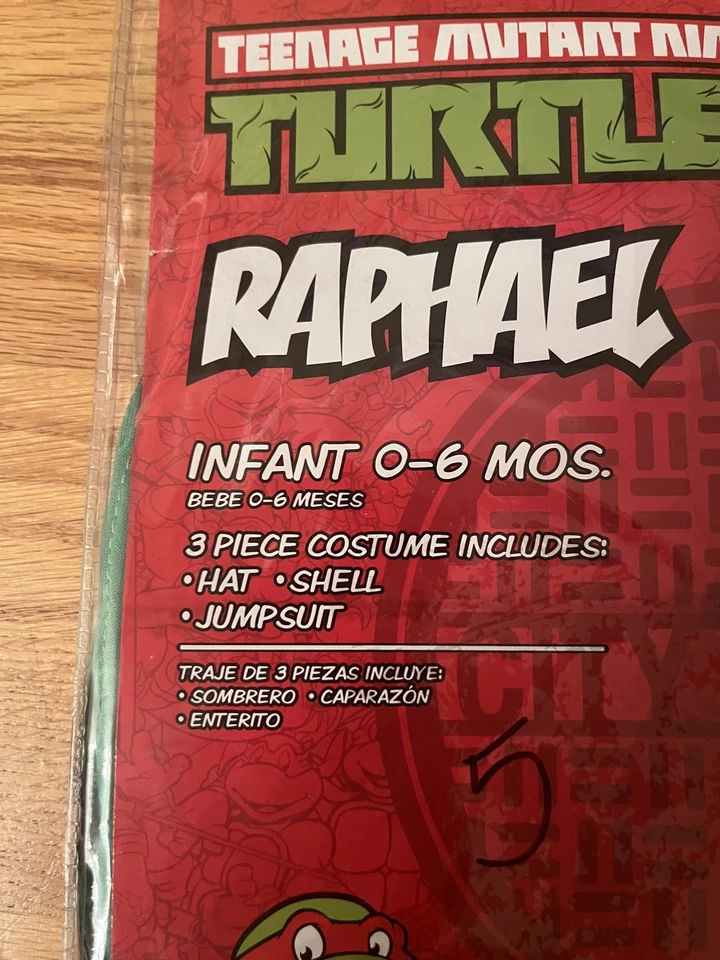 TEENAGE MUTANT
TURTLE
RAPHAEL
INFANT 0-6 MOS.
BEBE 0-6 MESES
3 PIECE COSTUME INCLUDES:
•HAT •SHELL
•JUMPSUIT
TRAJE DE 3 PIEZAS INCLUYE:
•SOMBRERO •CAPARAZÓN
•ENTERITO
CITY
5